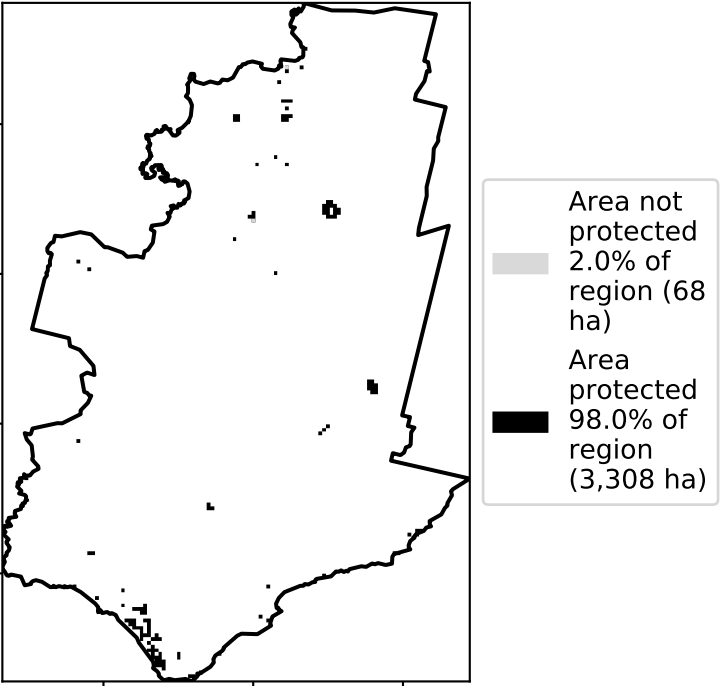 Area not
protected
2.0% of
region (68
ha)
Area
protected
98.0% of
region
(3,308 ha)